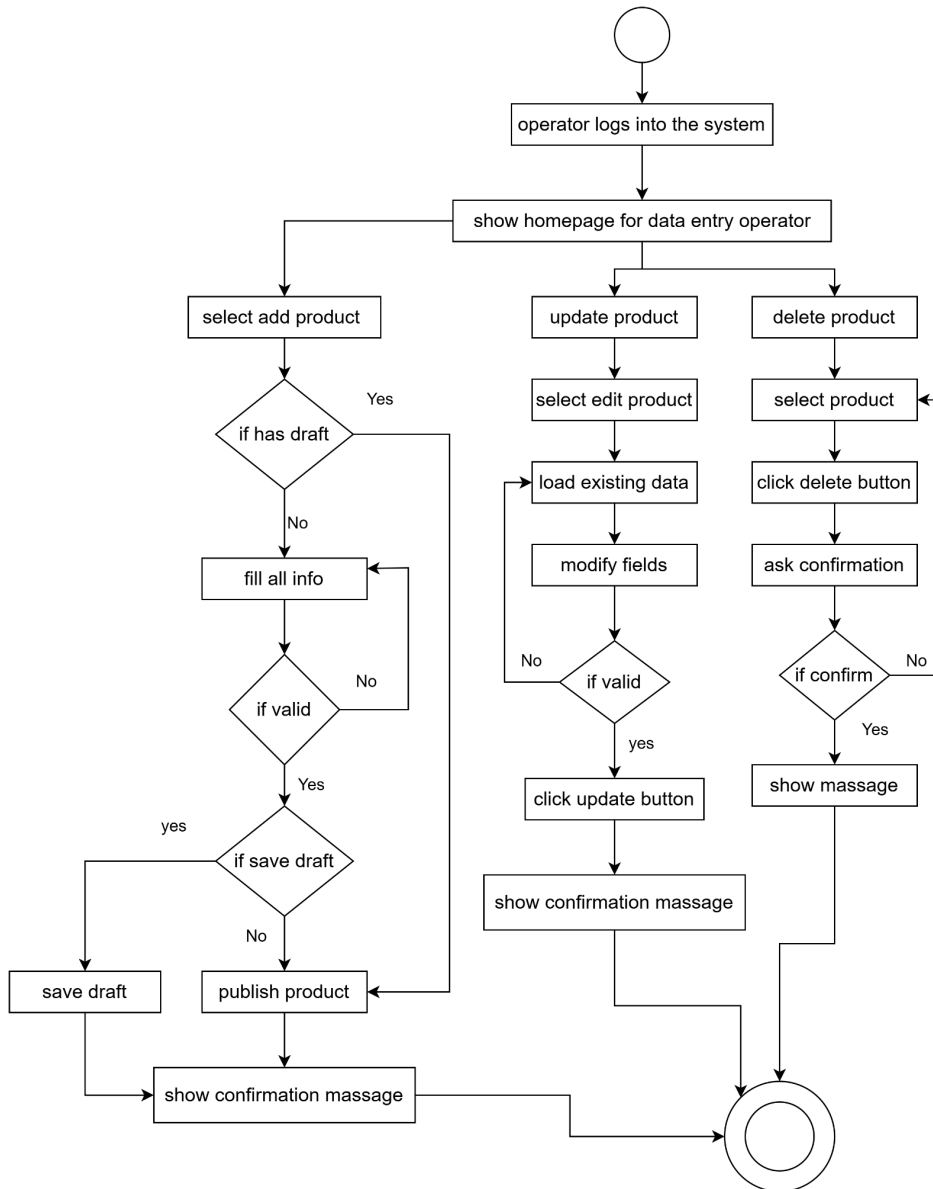 operator logs into the system
show homepage for data entry operator
select add product
update product
delete product
if has draft
Yes
select edit product
select product
load existing data
click delete button
No
fill all info
modify fields
ask confirmation
if valid
No
if valid
No
if confirm
No
yes
Yes
Yes
click update button
show massage
yes
if save draft
show confirmation massage
No
save draft
publish product
show confirmation massage